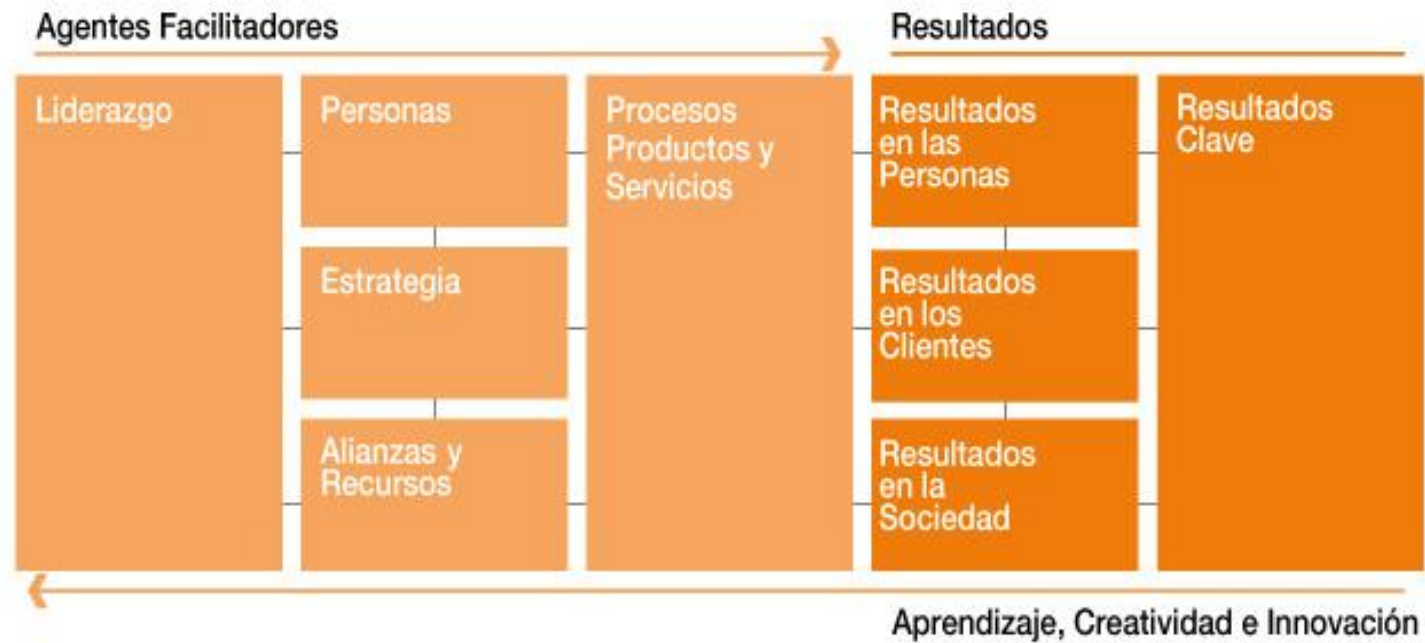 Agentes Facilitadores
Resultados
Liderazgo
Personas
Procesos
Productos y
Servicios
Resultados
en las
Personas
Resultados
Clave
Estrategia
Resultados
en los
Clientes
Alianzas y
Recursos
Resultados
en la
Sociedad
Aprendizaje, Creatividad e Innovación